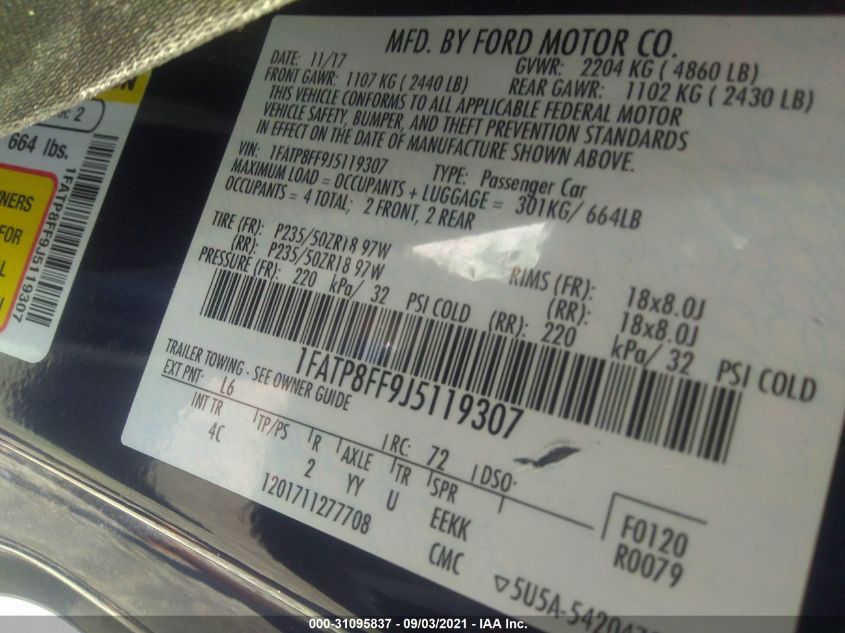 MFD. BY FORD MOTOR CO.
DATE: 11/17 GVWR: 2204 KG ( 4860 LB)
FRONT GAWR: 1107 KG ( 2440 LB) REAR GAWR: 1102 KG ( 2430 LB)
THIS VEHICLE CONFORMS TO ALL APPLICABLE FEDERAL MOTOR
VEHICLE SAFETY, BUMPER, AND THEFT PREVENTION STANDARDS
IN EFFECT ON THE DATE OF MANUFACTURE SHOWN ABOVE.
VIN: 1FATP8FF9J5119307 TYPE: Passenger Car
MAXIMUM LOAD = OCCUPANTS + LUGGAGE = 301KG/ 664LB
OCCUPANTS = 4 TOTAL; 2 FRONT, 2 REAR
TIRE (FR): P235/50ZR18 97W RIMS (FR): 18x8.0J
(RR): P235/50ZR18 97W (RR): 18x8.0J
PRESSURE (FR): 220 kPa/ 32 PSI COLD (RR): 220 kPa/ 32 PSI COLD
1FATP8FF9J5119307
TRAILER TOWING - SEE OWNER GUIDE
EXT PNT: L6 RC: 72 DSO:
INT TR TP/PS R AXLE TR SPR
4C 2 YY U EEKK
1201711277708 CMC
F0120
R0079
5U5A-54204
2
664 lbs.
FOR
1FATP8FF9J5119307
000-31095837 - 09/03/2021 - IAA Inc.